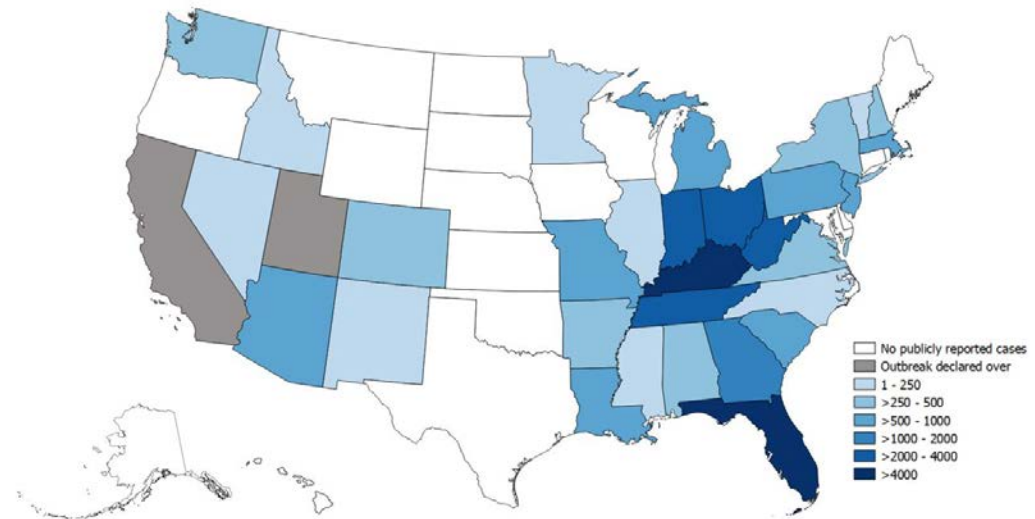 No publicly reported cases
Outbreak declared over
1 - 250
>250 - 500
>500 - 1000
>1000 - 2000
>2000 - 4000
>4000